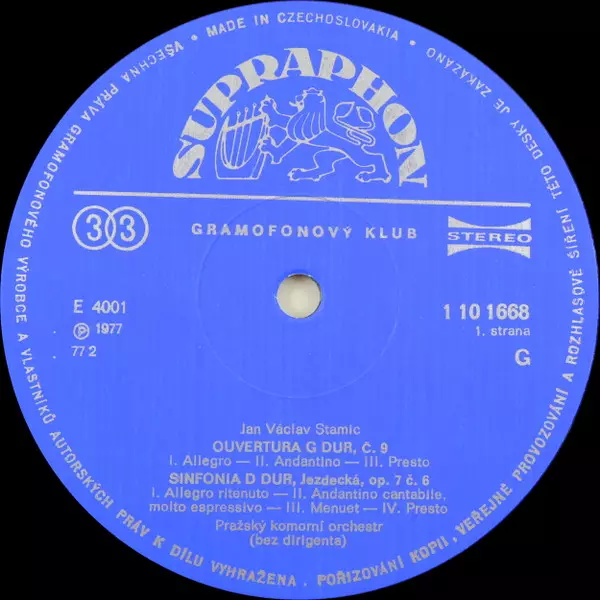 • MADE IN CZECHOSLOVAKIA •
VŠECHNA PRÁVA GRAMOFONOVÉHO VÝROBCE A VLASTNÍKŮ AUTORSKÝCH PRÁV K DÍLU VYHRAŽENA. POŘIZOVÁNÍ KOPIÍ, VEŘEJNÉ PROVOZOVÁNÍ A ROZHLASOVÉ ŠÍŘENÍ TÉTO DESKY JE ZAKÁZÁNO
SUPRAPHON
33
GRAMOFONOVÝ KLUB
STEREO
E 4001
1 10 1668
℗ 1977
1. strana
77 2
G
Jan Václav Stamic
OUVERTURA G DUR, Č. 9
I. Allegro — II. Andantino — III. Presto
SINFONIA D DUR, Jezdecká, op. 7 č. 6
I. Allegro ritenuto — II. Andantino cantabile,
molto espressivo — III. Menuet — IV. Presto
Pražský komorní orchestr
(bez dirigenta)